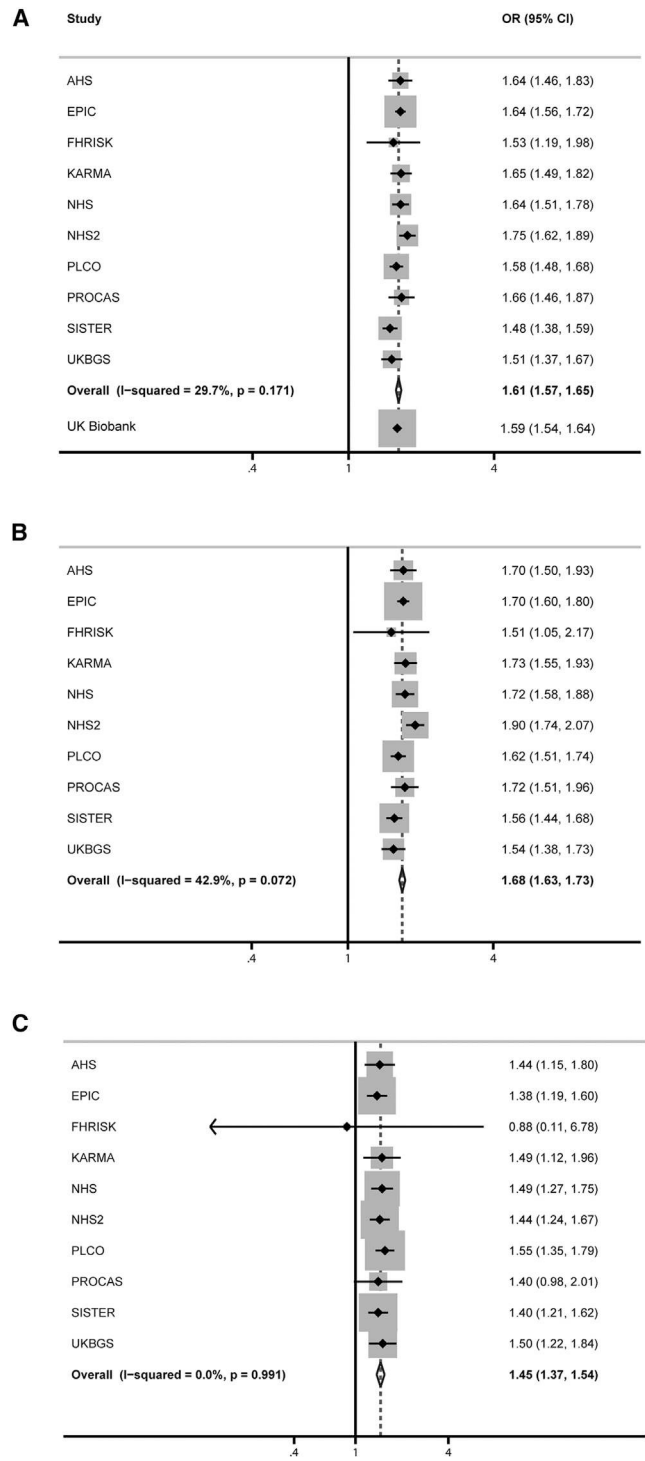 A
Study OR (95% CI)
AHS 1.64 (1.46, 1.83)
EPIC 1.64 (1.56, 1.72)
FHRISK 1.53 (1.19, 1.98)
KARMA 1.65 (1.49, 1.82)
NHS 1.64 (1.51, 1.78)
NHS2 1.75 (1.62, 1.89)
PLCO 1.58 (1.48, 1.68)
PROCAS 1.66 (1.46, 1.87)
SISTER 1.48 (1.38, 1.59)
UKBGS 1.51 (1.37, 1.67)
Overall (I−squared = 29.7%, p = 0.171) 1.61 (1.57, 1.65)
UK Biobank 1.59 (1.54, 1.64)
.4 1 4
B
AHS 1.70 (1.50, 1.93)
EPIC 1.70 (1.60, 1.80)
FHRISK 1.51 (1.05, 2.17)
KARMA 1.73 (1.55, 1.93)
NHS 1.72 (1.58, 1.88)
NHS2 1.90 (1.74, 2.07)
PLCO 1.62 (1.51, 1.74)
PROCAS 1.72 (1.51, 1.96)
SISTER 1.56 (1.44, 1.68)
UKBGS 1.54 (1.38, 1.73)
Overall (I−squared = 42.9%, p = 0.072) 1.68 (1.63, 1.73)
.4 1 4
C
AHS 1.44 (1.15, 1.80)
EPIC 1.38 (1.19, 1.60)
FHRISK 0.88 (0.11, 6.78)
KARMA 1.49 (1.12, 1.96)
NHS 1.49 (1.27, 1.75)
NHS2 1.44 (1.24, 1.67)
PLCO 1.55 (1.35, 1.79)
PROCAS 1.40 (0.98, 2.01)
SISTER 1.40 (1.21, 1.62)
UKBGS 1.50 (1.22, 1.84)
Overall (I−squared = 0.0%, p = 0.991) 1.45 (1.37, 1.54)
.4 1 4